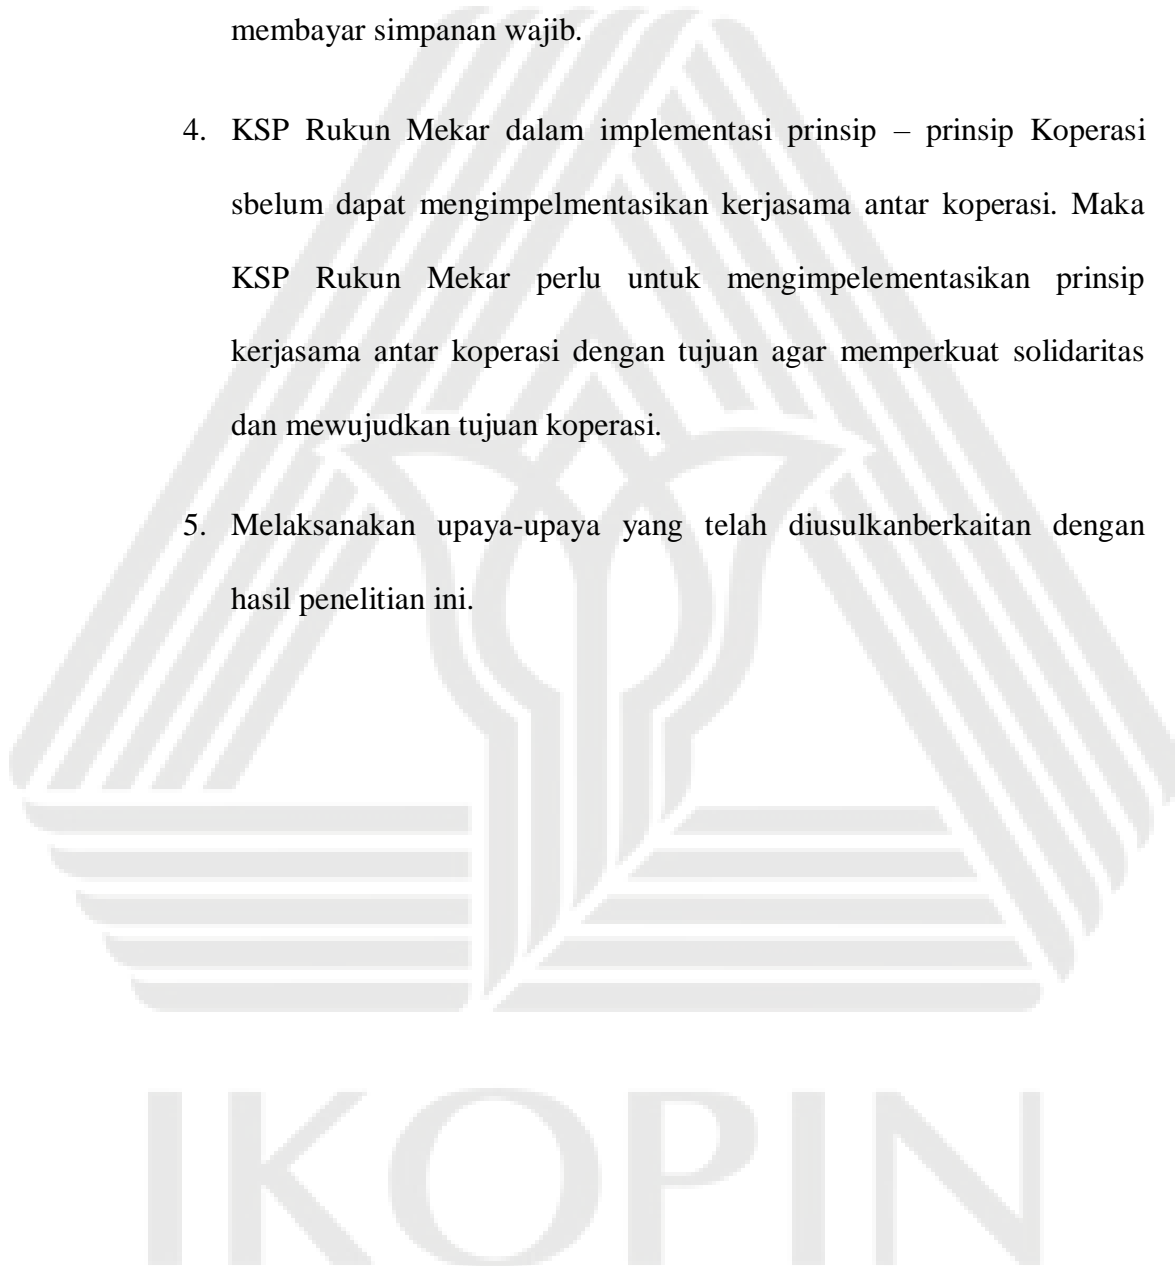 membayar simpanan wajib.
4. KSP Rukun Mekar dalam implementasi prinsip – prinsip Koperasi
sbelum dapat mengimpelmentasikan kerjasama antar koperasi. Maka
KSP Rukun Mekar perlu untuk mengimpelementasikan prinsip
kerjasama antar koperasi dengan tujuan agar memperkuat solidaritas
dan mewujudkan tujuan koperasi.
5. Melaksanakan upaya-upaya yang telah diusulkanberkaitan dengan
hasil penelitian ini.
IKOPIN